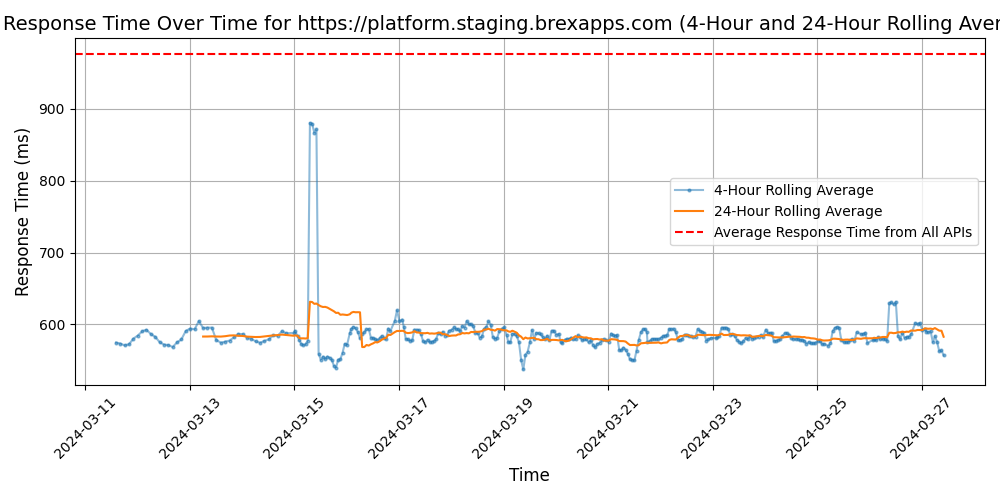 Response Time Over Time for https://platform.staging.brexapps.com (4-Hour and 24-Hour Rolling Aver
900
800
700
600
Response Time (ms)
4-Hour Rolling Average
24-Hour Rolling Average
Average Response Time from All APIs
2024-03-11
2024-03-13
2024-03-15
2024-03-17
2024-03-19
2024-03-21
2024-03-23
2024-03-25
2024-03-27
Time